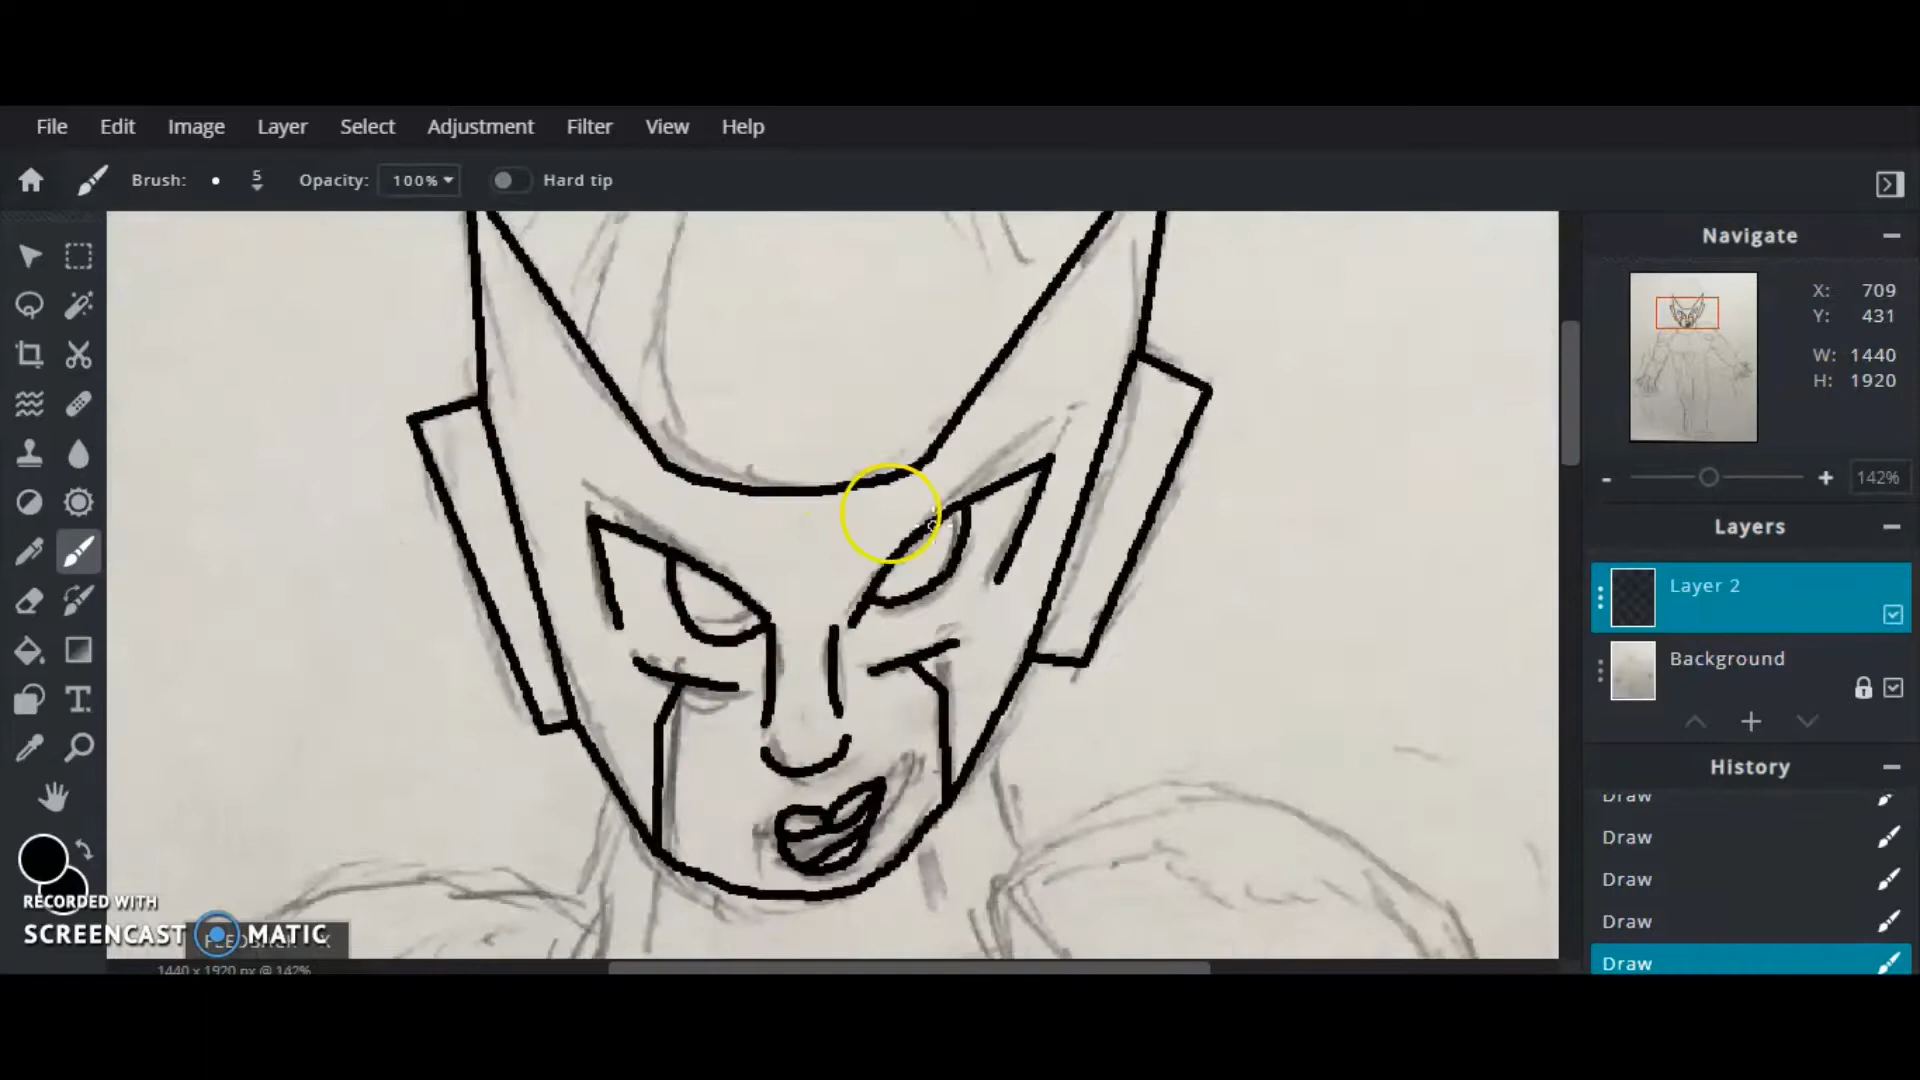 File Edit Image Layer Select Adjustment Filter View Help
Brush: 5 Opacity: 100% Hard tip
Navigate
X: 709
Y: 431
W: 1440
H: 1920
- + 142%
Layers
Layer 2
Background
History
Draw
Draw
Draw
Draw
Draw
T.
RECORDED WITH
SCREENCAST MATIC
1440 x 1920 px @ 142%